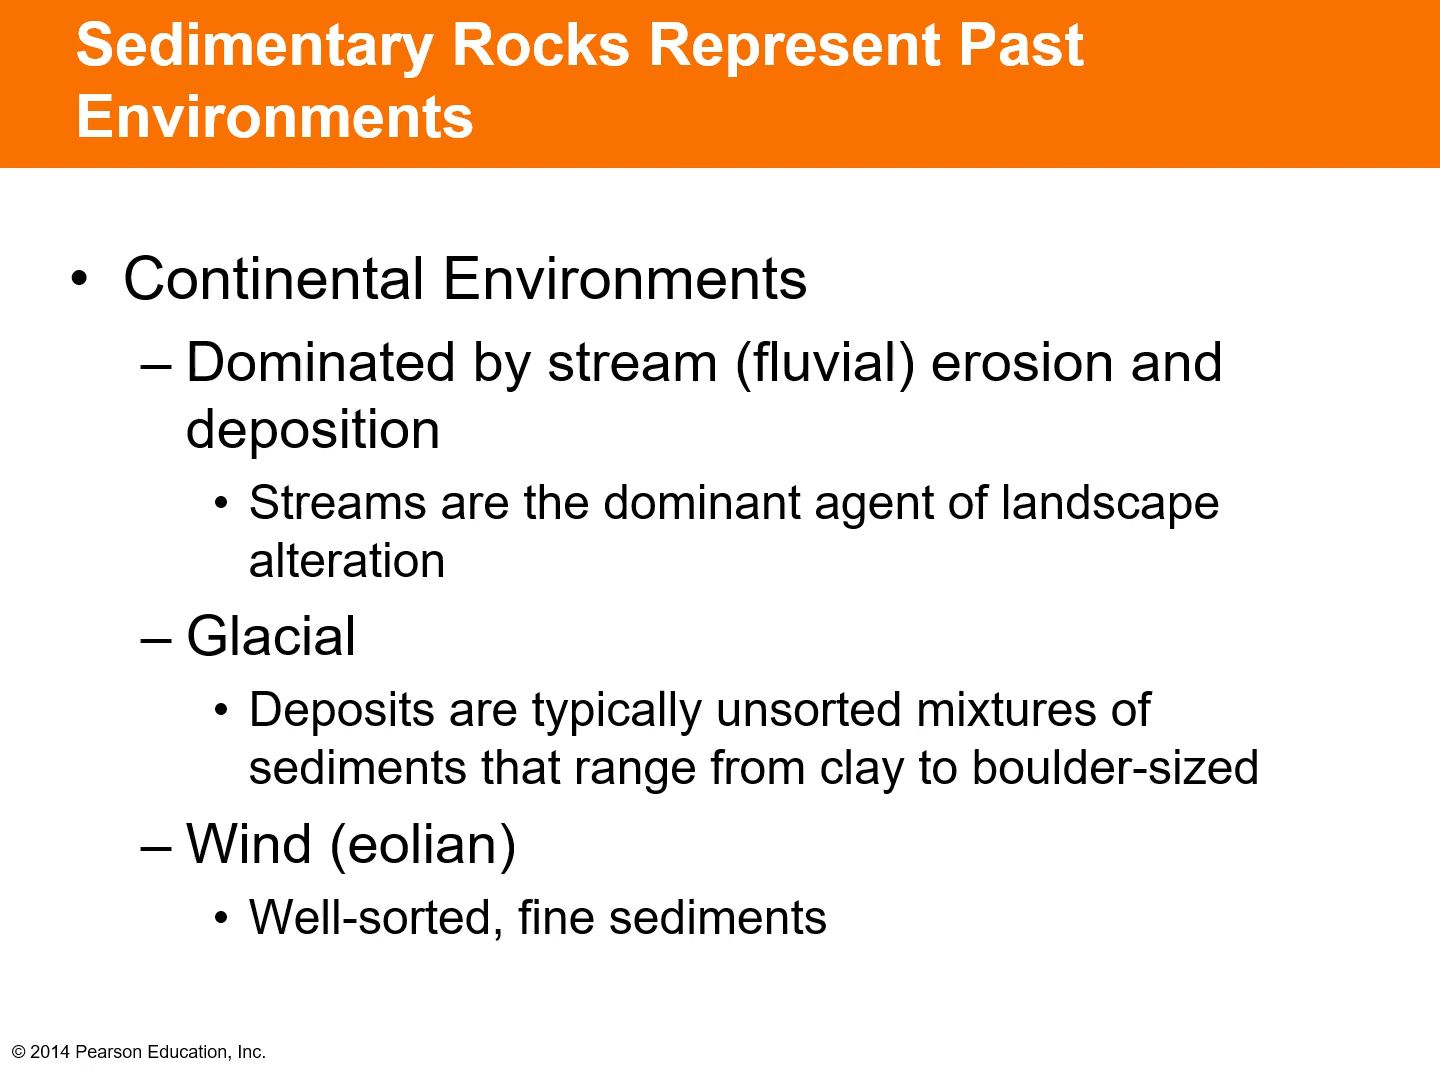 Sedimentary Rocks Represent Past
Environments
• Continental Environments
– Dominated by stream (fluvial) erosion and
deposition
• Streams are the dominant agent of landscape
alteration
– Glacial
• Deposits are typically unsorted mixtures of
sediments that range from clay to boulder-sized
– Wind (eolian)
• Well-sorted, fine sediments
© 2014 Pearson Education, Inc.